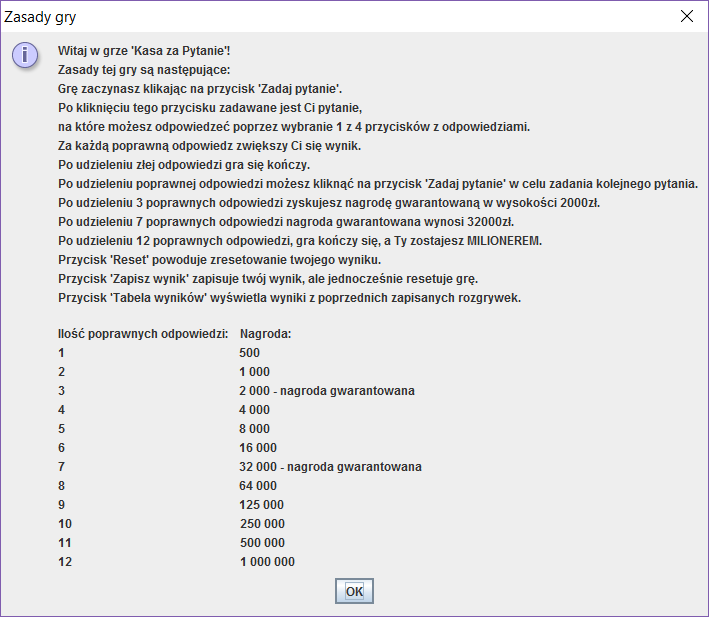 Zasady gry
Witaj w grze 'Kasa za Pytanie'!
Zasady tej gry są następujące:
Grę zaczynasz klikając na przycisk 'Zadaj pytanie'.
Po kliknięciu tego przycisku zadawane jest Ci pytanie,
na które możesz odpowiedzeć poprzez wybranie 1 z 4 przycisków z odpowiedziami.
Za każdą poprawną odpowiedz zwiększy Ci się wynik.
Po udzieleniu złej odpowiedzi gra się kończy.
Po udzieleniu poprawnej odpowiedzi możesz kliknąć na przycisk 'Zadaj pytanie' w celu zadania kolejnego pytania.
Po udzieleniu 3 poprawnych odpowiedzi zyskujesz nagrodę gwarantowaną w wysokości 2000zł.
Po udzieleniu 7 poprawnych odpowiedzi nagroda gwarantowana wynosi 32000zł.
Po udzieleniu 12 poprawnych odpowiedzi, gra kończy się, a Ty zostajesz MILIONEREM.
Przycisk 'Reset' powoduje zresetowanie twojego wyniku.
Przycisk 'Zapisz wynik' zapisuje twój wynik, ale jednocześnie resetuje grę.
Przycisk 'Tabela wyników' wyświetla wyniki z poprzednich zapisanych rozgrywek.
Ilość poprawnych odpowiedzi: Nagroda:
1 500
2 1 000
3 2 000 - nagroda gwarantowana
4 4 000
5 8 000
6 16 000
7 32 000 - nagroda gwarantowana
8 64 000
9 125 000
10 250 000
11 500 000
12 1 000 000
OK